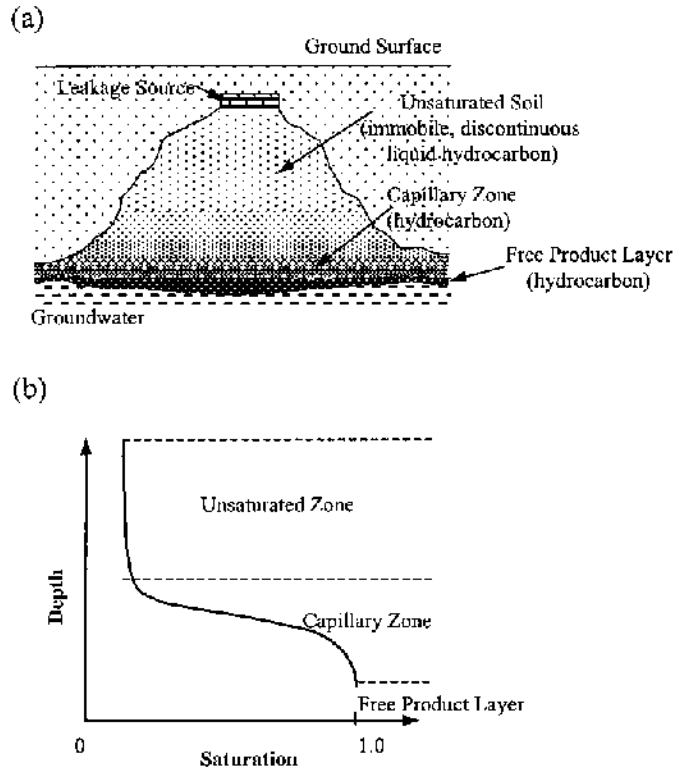 (a)
Ground Surface
Leakage Source
Unsaturated Soil
(immobile, discontinuous
liquid hydrocarbon)
Capillary Zone
(hydrocarbon)
Free Product Layer
(hydrocarbon)
Groundwater
(b)
Unsaturated Zone
Depth
Capillary Zone
Free Product Layer
0
1.0
Saturation